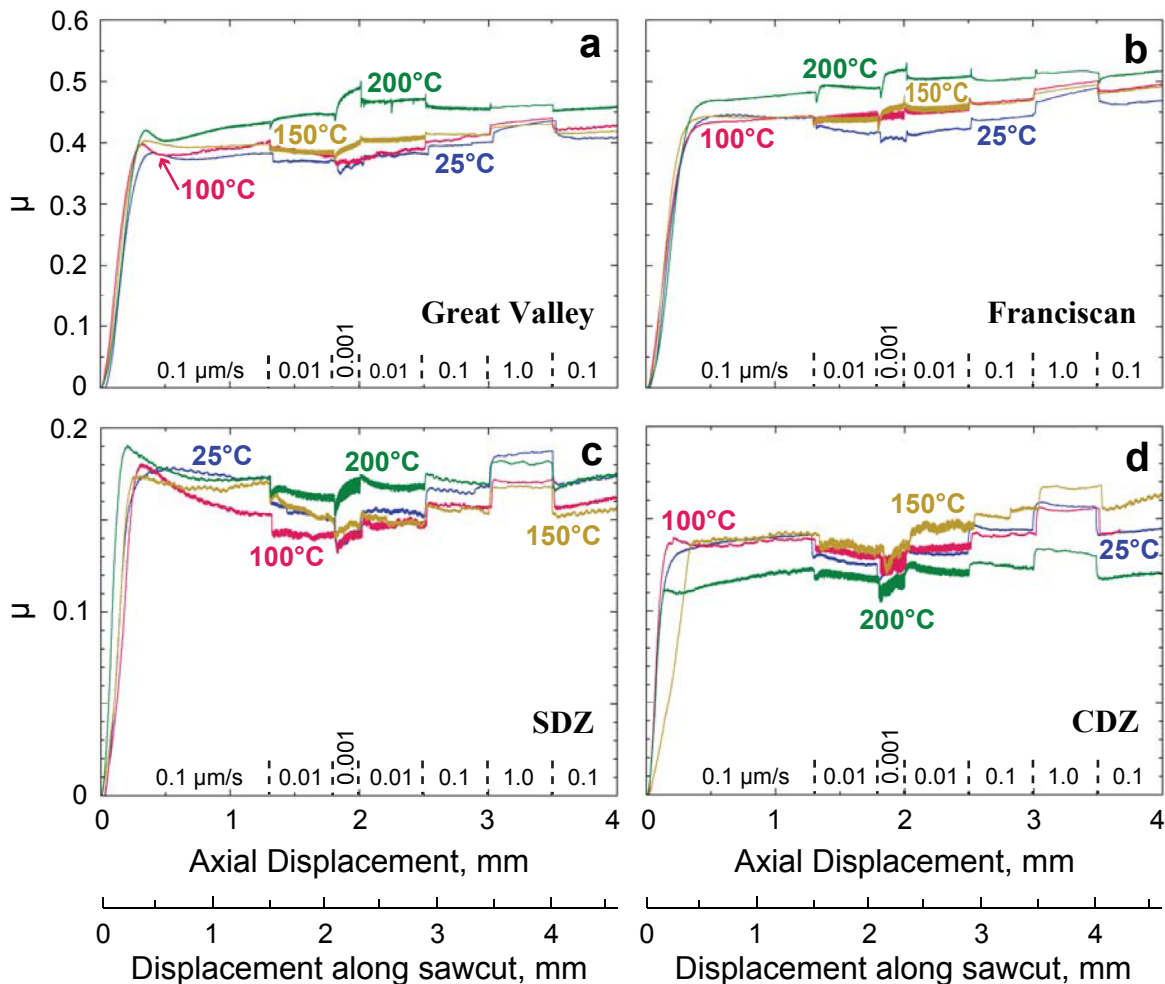 a
0.6
0.5
0.4
0.3
0.2
0.1
0
μ
200°C
150°C
100°C
25°C
Great Valley
0.1 μm/s 0.01 0.001 0.01 0.1 1.0 0.1
b
200°C
150°C
100°C
25°C
Franciscan
0.1 μm/s 0.01 0.001 0.01 0.1 1.0 0.1
c
0.2
0.1
0
μ
25°C
200°C
100°C
150°C
SDZ
0.1 μm/s 0.01 0.001 0.01 0.1 1.0 0.1
0 1 2 3 4
Axial Displacement, mm
0 1 2 3 4
Displacement along sawcut, mm
d
100°C
150°C
25°C
200°C
CDZ
0.1 μm/s 0.01 0.001 0.01 0.1 1.0 0.1
0 1 2 3 4
Axial Displacement, mm
0 1 2 3 4
Displacement along sawcut, mm